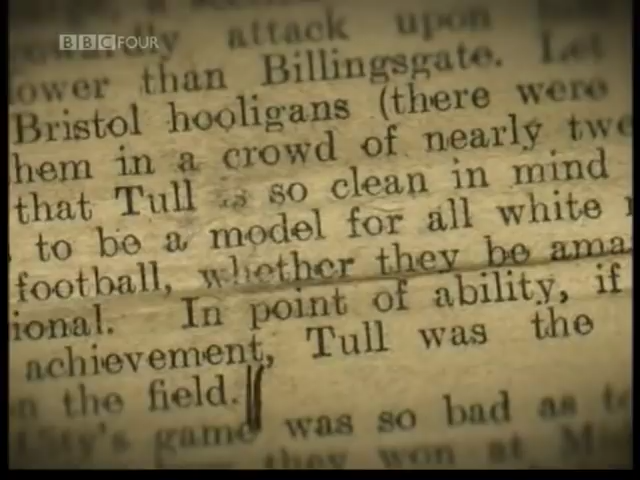 BBC FOUR
attack upon
ower than Billingsgate. Let
Bristol hooligans (there were
hem in a crowd of nearly twe
that Tull is so clean in mind
to be a model for all white
football, whether they be ama
ional. In point of ability, if
achievement, Tull was the
n the field.
City's game was so bad as to
they won at